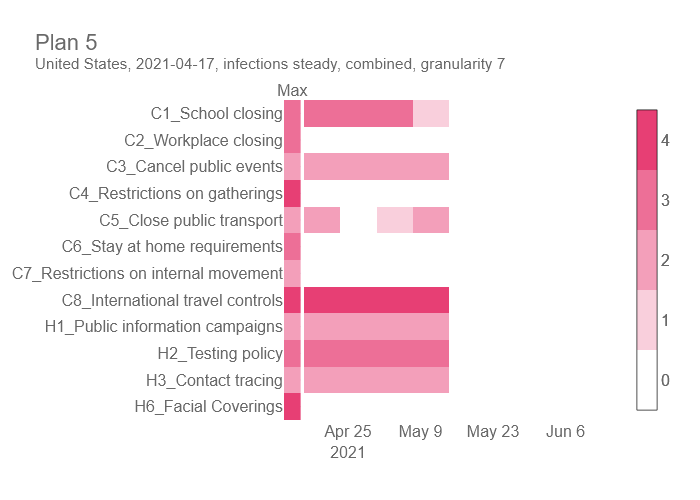 Plan 5
United States, 2021-04-17, infections steady, combined, granularity 7
Max
C1_School closing
C2_Workplace closing
C3_Cancel public events
C4_Restrictions on gatherings
C5_Close public transport
C6_Stay at home requirements
C7_Restrictions on internal movement
C8_International travel controls
H1_Public information campaigns
H2_Testing policy
H3_Contact tracing
H6_Facial Coverings
Apr 25 May 9 May 23 Jun 6
2021
4
3
2
1
0